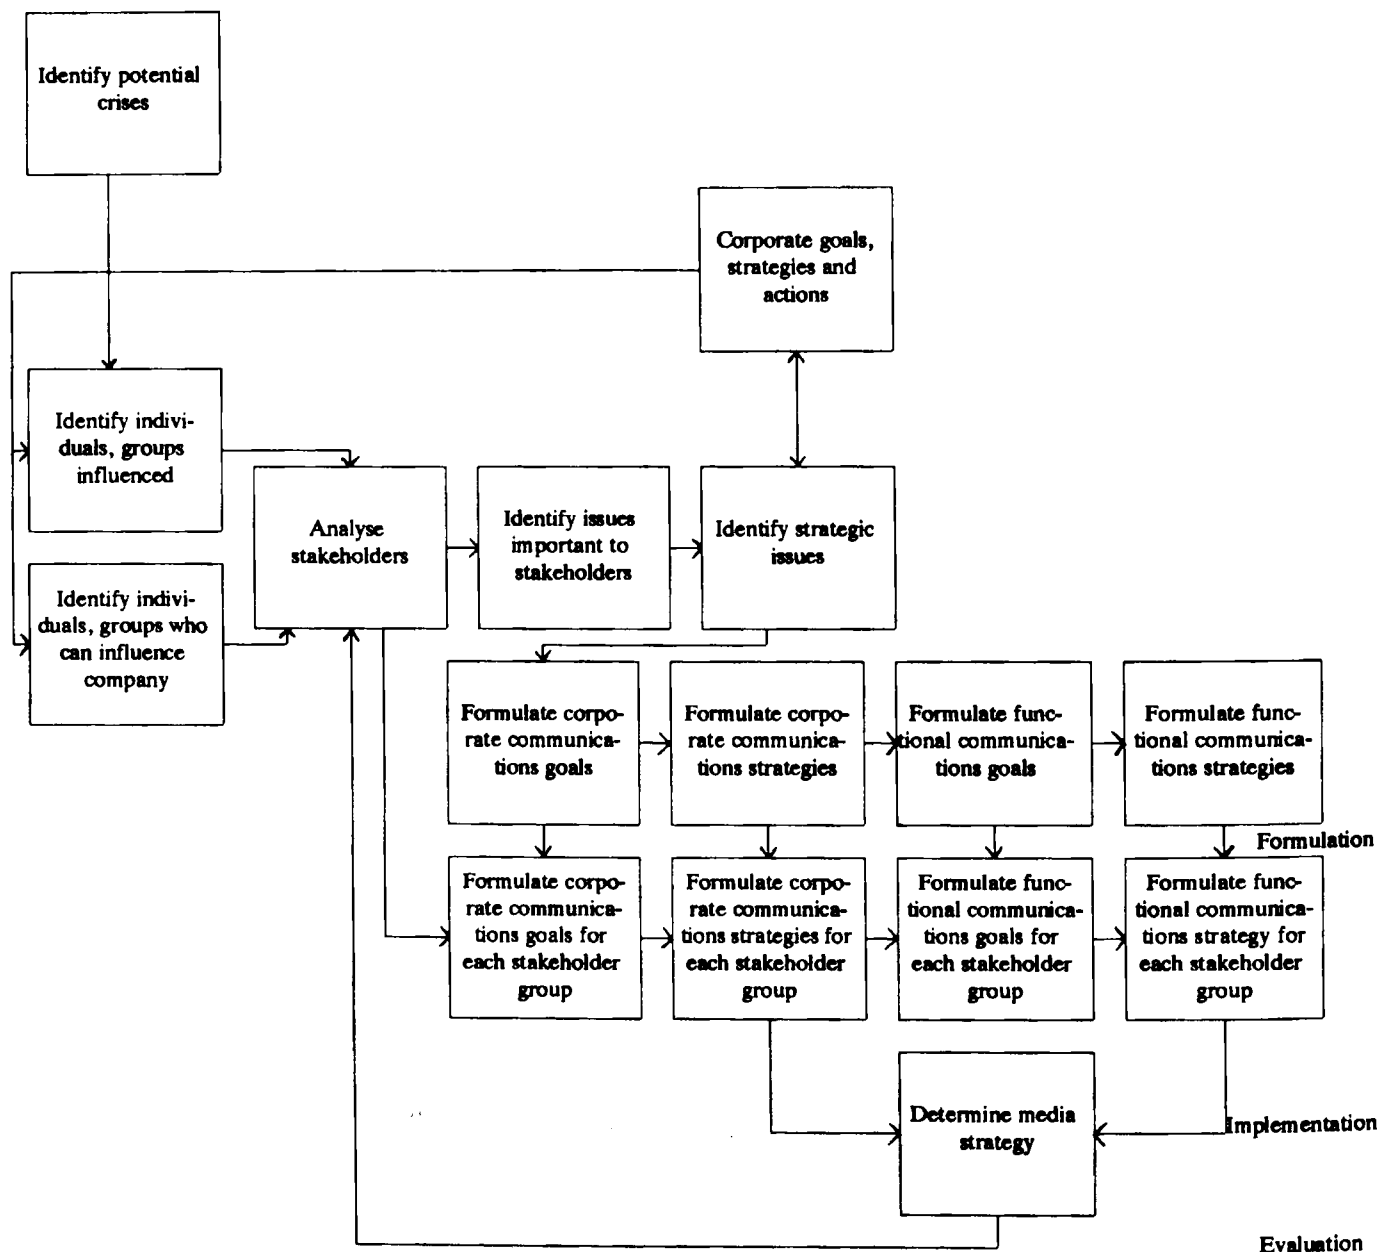 Identify potential
crises
Corporate goals,
strategies and
actions
Identify indivi-
duals, groups
influenced
Analyse
stakeholders
Identify issues
important to
stakeholders
Identify strategic
issues
Identify indivi-
duals, groups who
can influence
company
Formulate corpo-
rate communica-
tions goals
Formulate corpo-
rate communica-
tions strategies
Formulate func-
tional communica-
tions goals
Formulate func-
tional communica-
tions strategies
Formulation
Formulate corpo-
rate communica-
tions goals for
each stakeholder
group
Formulate corpo-
rate communica-
tions strategies for
each stakeholder
group
Formulate func-
tional communica-
tions goals for
each stakeholder
group
Formulate func-
tional communica-
tions strategy for
each stakeholder
group
Determine media
strategy
Implementation
Evaluation